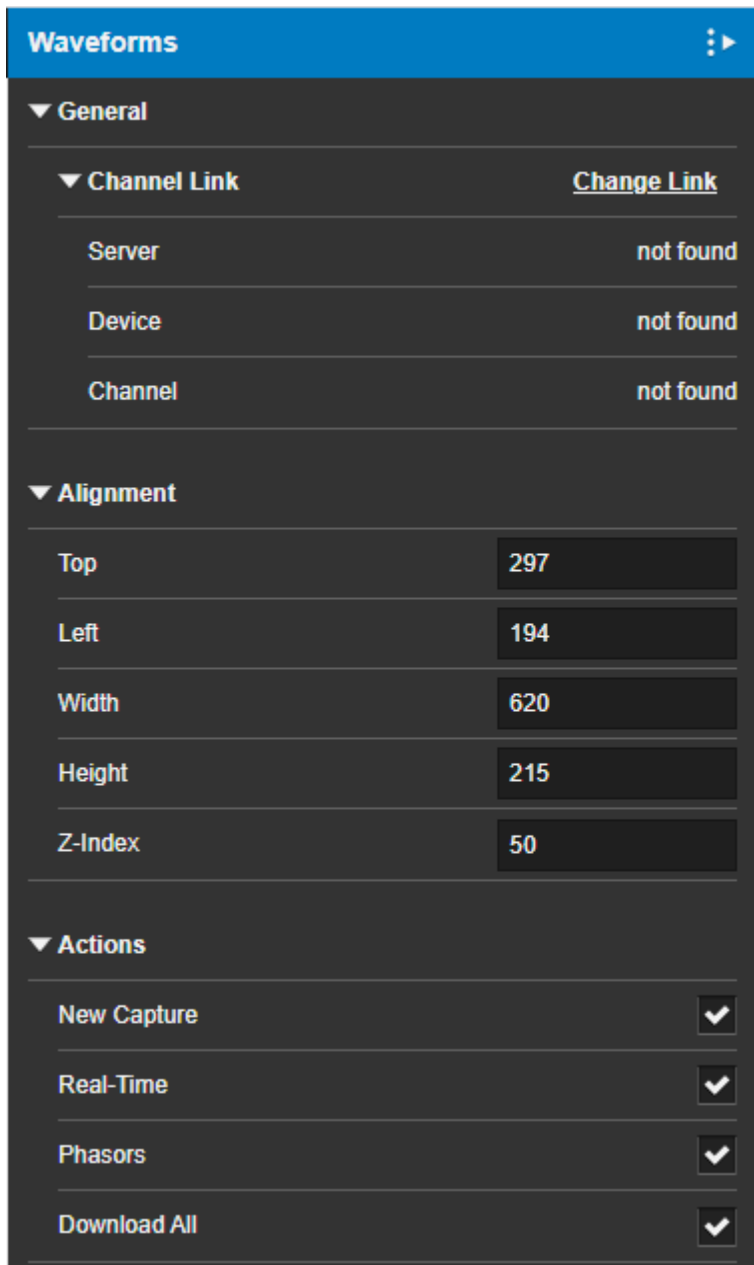 Waveforms
General
Channel Link Change Link
Server not found
Device not found
Channel not found
Alignment
Top 297
Left 194
Width 620
Height 215
Z-Index 50
Actions
New Capture
Real-Time
Phasors
Download All